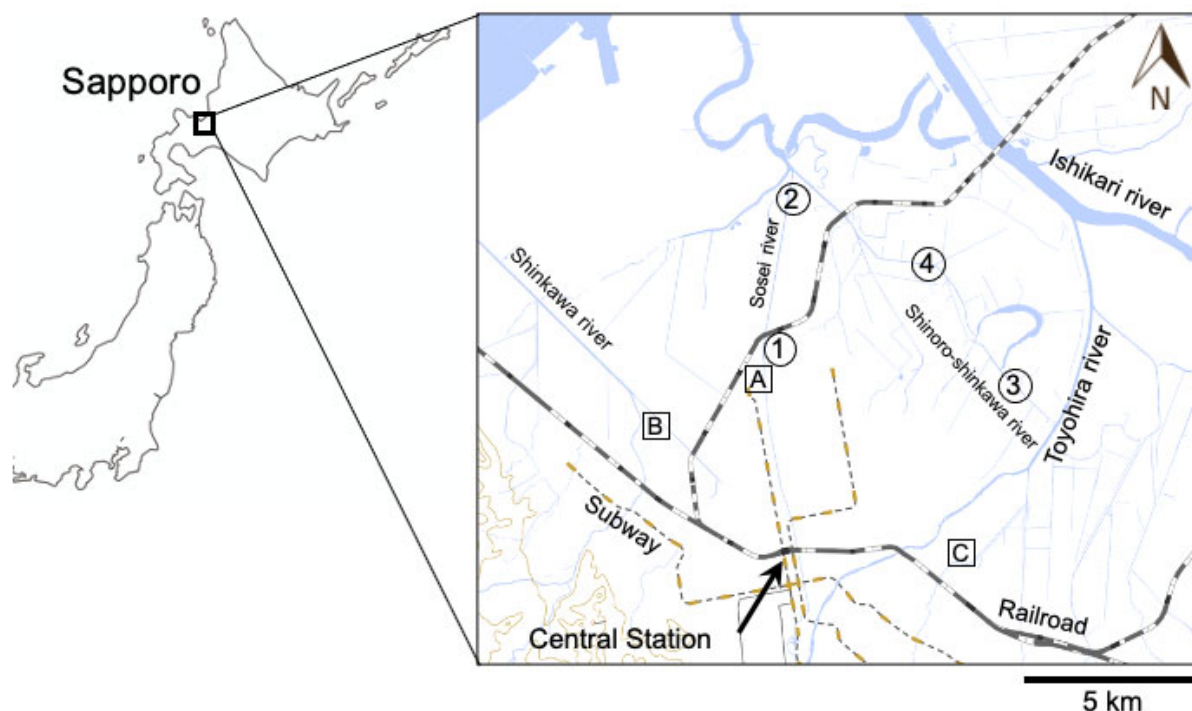 Sapporo
N
Ishikari river
2
Sosei river
4
Shinkawa river
Shinoro-shinkawa river
1
A
3
Toyohira river
B
Subway
C
Railroad
Central Station
5 km